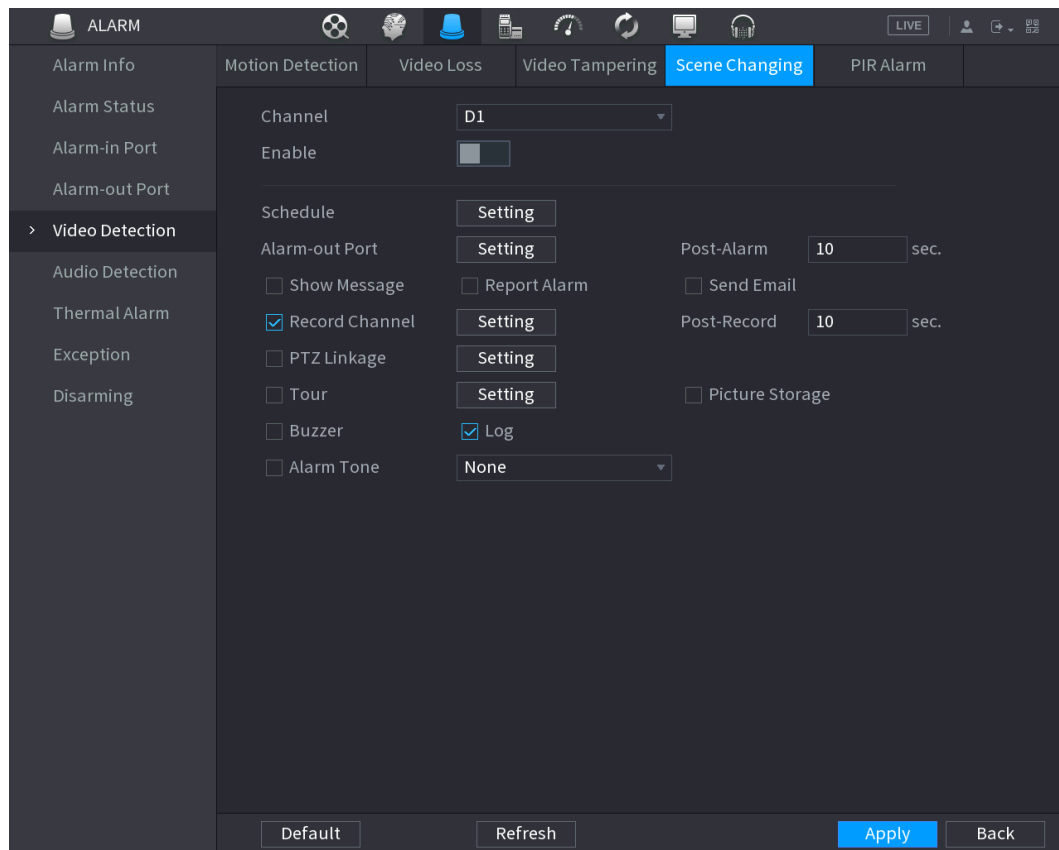 ALARM
LIVE
Alarm Info
Alarm Status
Alarm-in Port
Alarm-out Port
> Video Detection
Audio Detection
Thermal Alarm
Exception
Disarming
Motion Detection Video Loss Video Tampering Scene Changing PIR Alarm
Channel D1
Enable
Schedule Setting
Alarm-out Port Setting Post-Alarm 10 sec.
Show Message Report Alarm Send Email
Record Channel Setting Post-Record 10 sec.
PTZ Linkage Setting
Tour Setting Picture Storage
Buzzer Log
Alarm Tone None
Default Refresh Apply Back